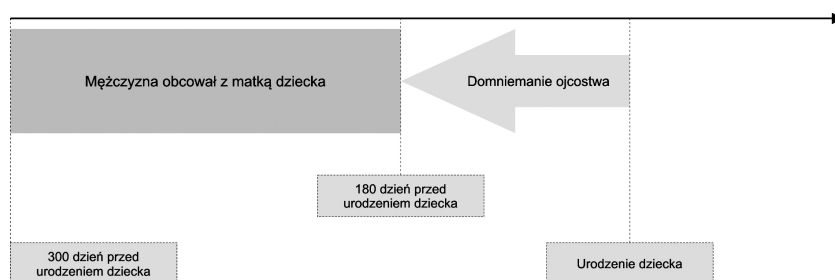 Mężczyzna obcował z matką dziecka
Domniemanie ojcostwa
180 dzień przed
urodzeniem dziecka
300 dzień przed
urodzeniem dziecka
Urodzenie dziecka